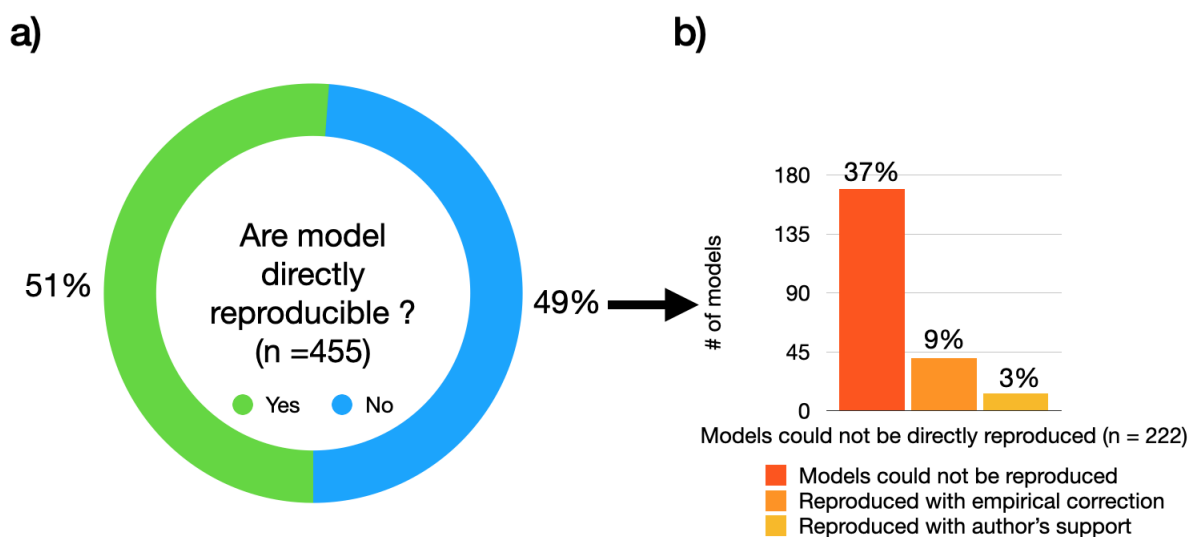 a)
51%
Are model
directly
reproducible ?
(n =455)
Yes No
49%
b)
# of models
180
135
90
45
0
37%
9%
3%
Models could not be directly reproduced (n = 222)
Models could not be reproduced
Reproduced with empirical correction
Reproduced with author's support